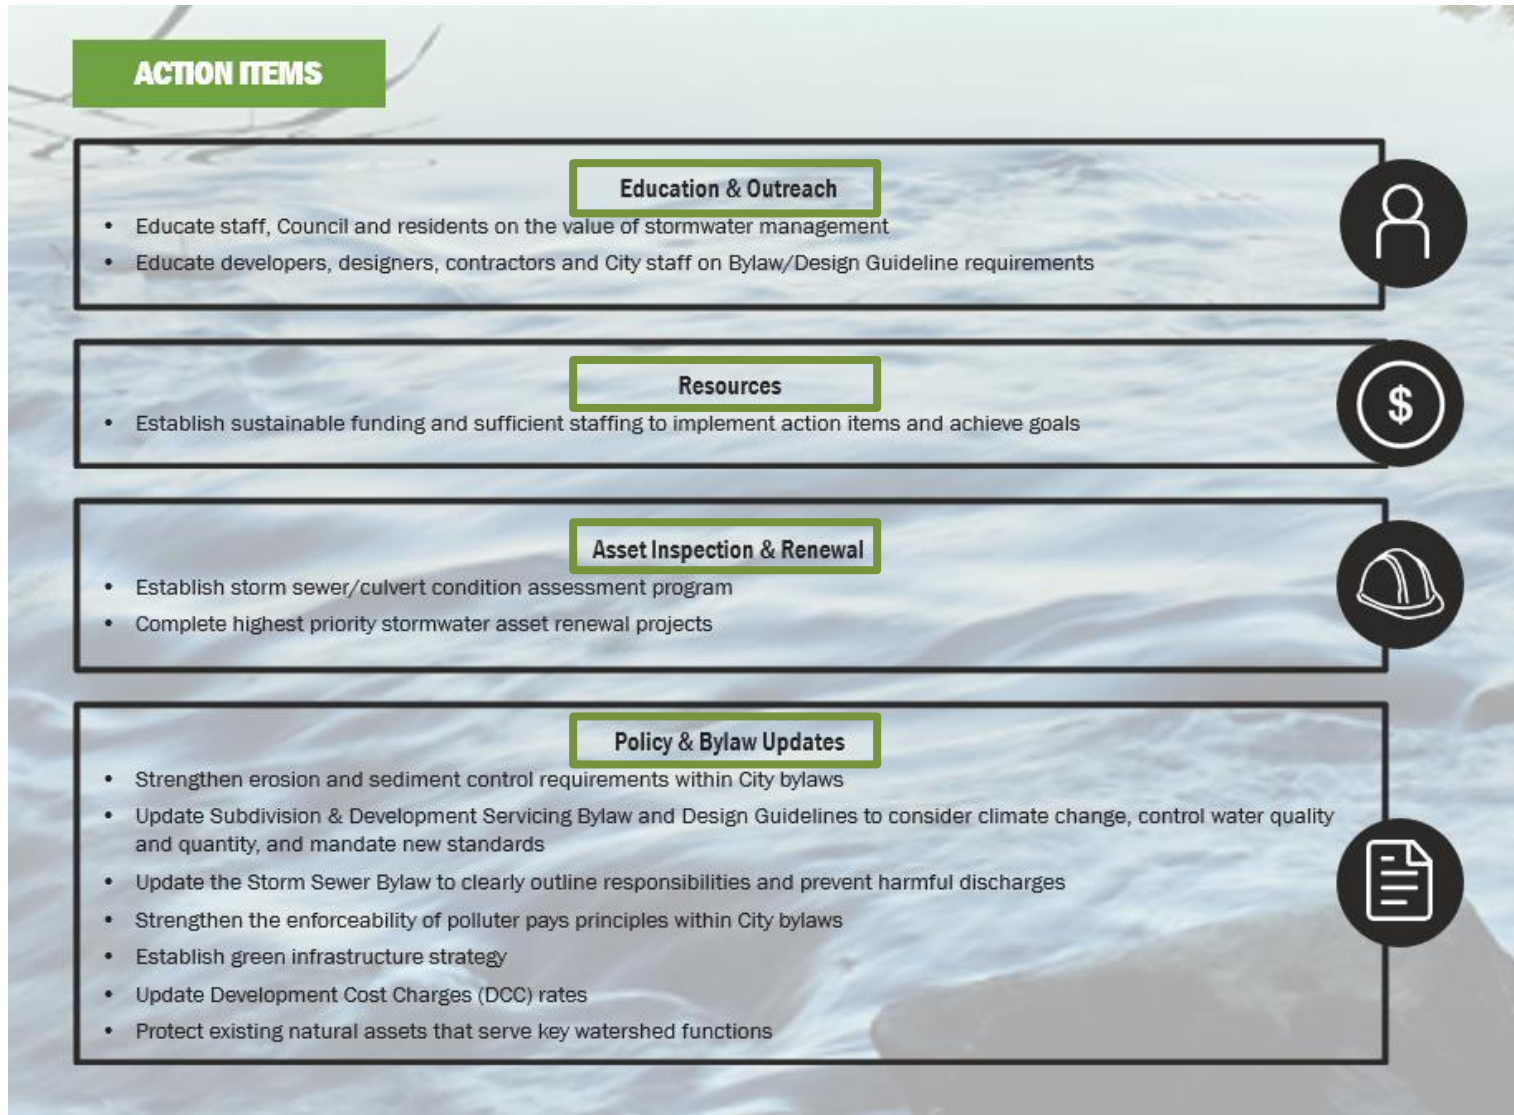 ACTION ITEMS
Education & Outreach
• Educate staff, Council and residents on the value of stormwater management
• Educate developers, designers, contractors and City staff on Bylaw/Design Guideline requirements
Resources
• Establish sustainable funding and sufficient staffing to implement action items and achieve goals
$
Asset Inspection & Renewal
• Establish storm sewer/culvert condition assessment program
• Complete highest priority stormwater asset renewal projects
Policy & Bylaw Updates
• Strengthen erosion and sediment control requirements within City bylaws
• Update Subdivision & Development Servicing Bylaw and Design Guidelines to consider climate change, control water quality
and quantity, and mandate new standards
• Update the Storm Sewer Bylaw to clearly outline responsibilities and prevent harmful discharges
• Strengthen the enforceability of polluter pays principles within City bylaws
• Establish green infrastructure strategy
• Update Development Cost Charges (DCC) rates
• Protect existing natural assets that serve key watershed functions